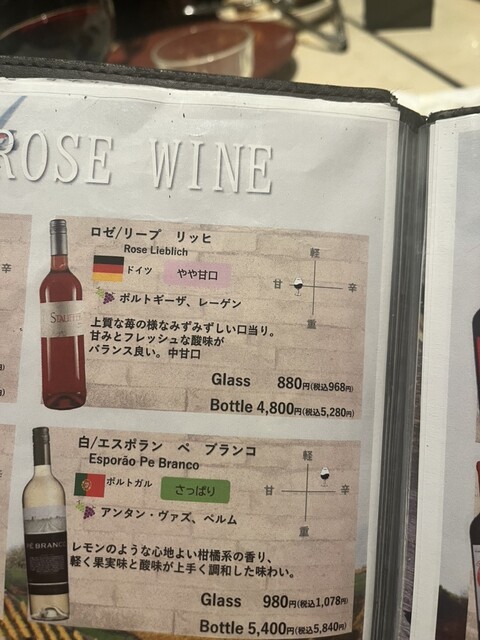 ROSE WINE
ロゼ/リープ リッヒ
Rose Lieblich
ドイツ やや甘口
ポルトギーザ、レーゲン
上質な苺の様なみずみずしい口当り。
甘みとフレッシュな酸味が
バランス良い。中甘口
軽
甘 辛
重
Glass 880円(税込968円)
Bottle 4,800円(税込5,280円)
白/エスポラン ペ ブランコ
Esporão Pe Branco
ポルトガル さっぱり
アンタン・ヴァズ、ペルム
レモンのような心地よい柑橘系の香り、
軽く果実味と酸味が上手く調和した味わい。
軽
甘 辛
重
Glass 980円(税込1,078円)
Bottle 5,400円(税込5,840円)
辛
辛
PÉ BRANCO